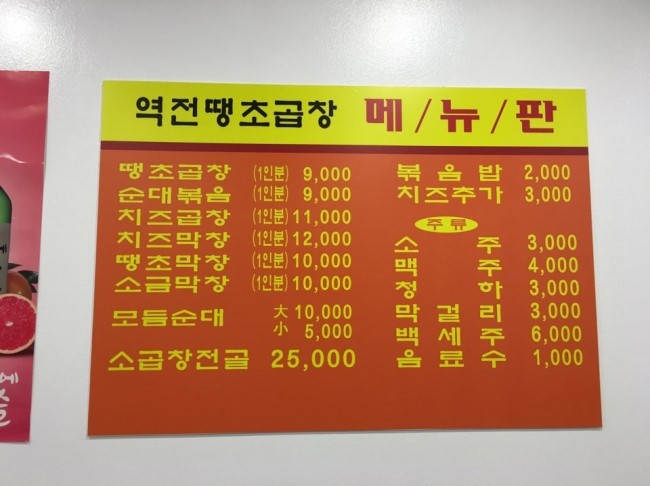 역전땡초곱창 메/뉴/판
땡초곱창 (1인분) 9,000
순대볶음 (1인분) 9,000
치즈곱창 (1인분) 11,000
치즈막창 (1인분) 12,000
땡초막창 (1인분) 10,000
소금막창 (1인분) 10,000
모듬순대 大 10,000
小 5,000
소곱창전골 25,000
볶음밥 2,000
치즈추가 3,000
주류
소주 3,000
맥주 4,000
청하 3,000
막걸리 3,000
백세주 6,000
음료수 1,000